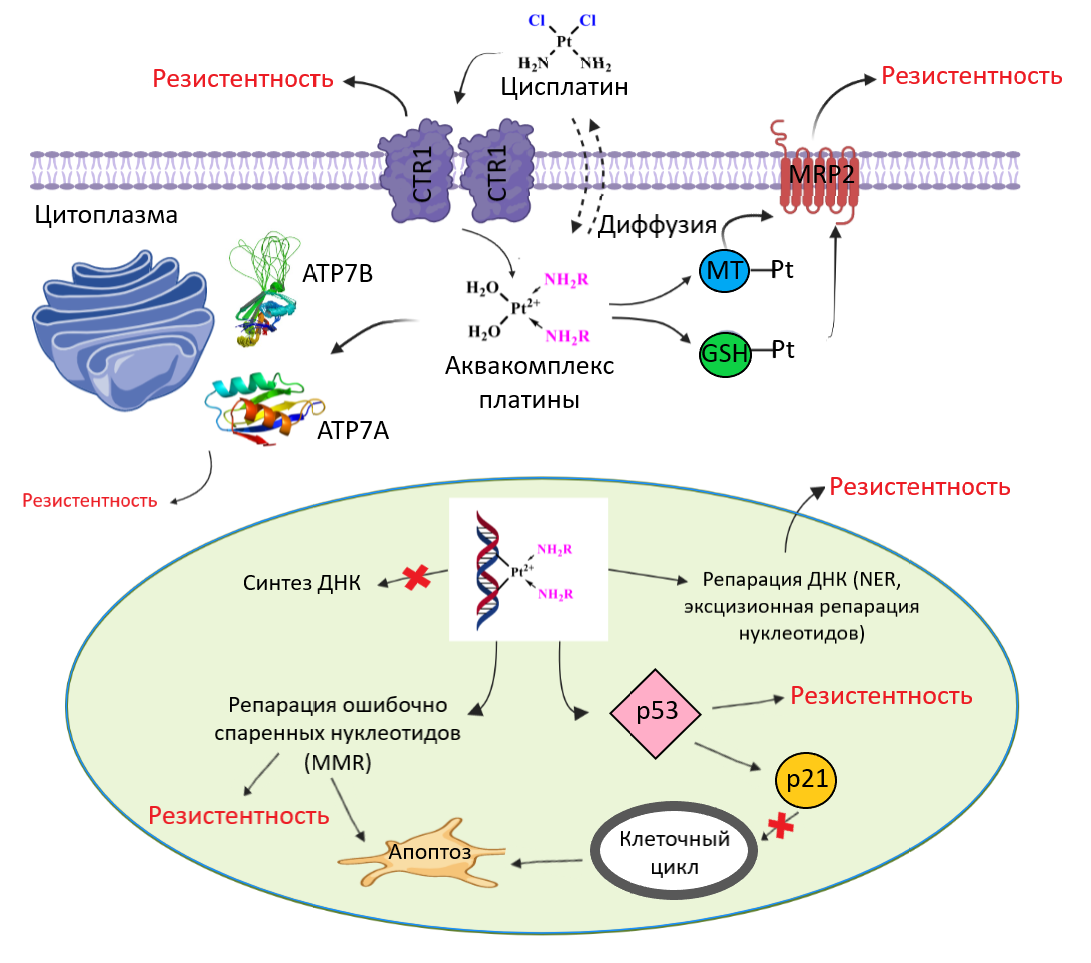 Cl Cl
Pt
H₂N NH₂
Цисплатин
Резистентность
Резистентность
CTR1
CTR1
MRP2
Цитоплазма
Диффузия
ATP7B
MT Pt
H₂O NH₂R
Pt²⁺
H₂O NH₂R
GSH Pt
Аквакомплекс
платины
ATP7A
Резистентность
Резистентность
NH₂R
Pt²⁺
NH₂R
Синтез ДНК
Репарация ДНК (NER,
эксцизионная репарация
нуклеотидов)
Репарация ошибочно
спаренных нуклеотидов
(MMR)
p53
Резистентность
p21
Резистентность
Апоптоз
Клеточный
цикл